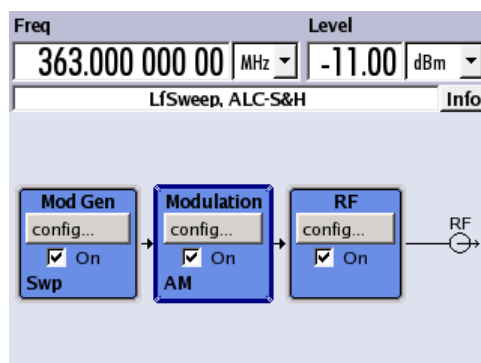 Freq Level
363.000 000 00 MHz -11.00 dBm
LfSweep, ALC-S&H Info
Mod Gen Modulation RF
config... config... config... RF
On On On
Swp AM